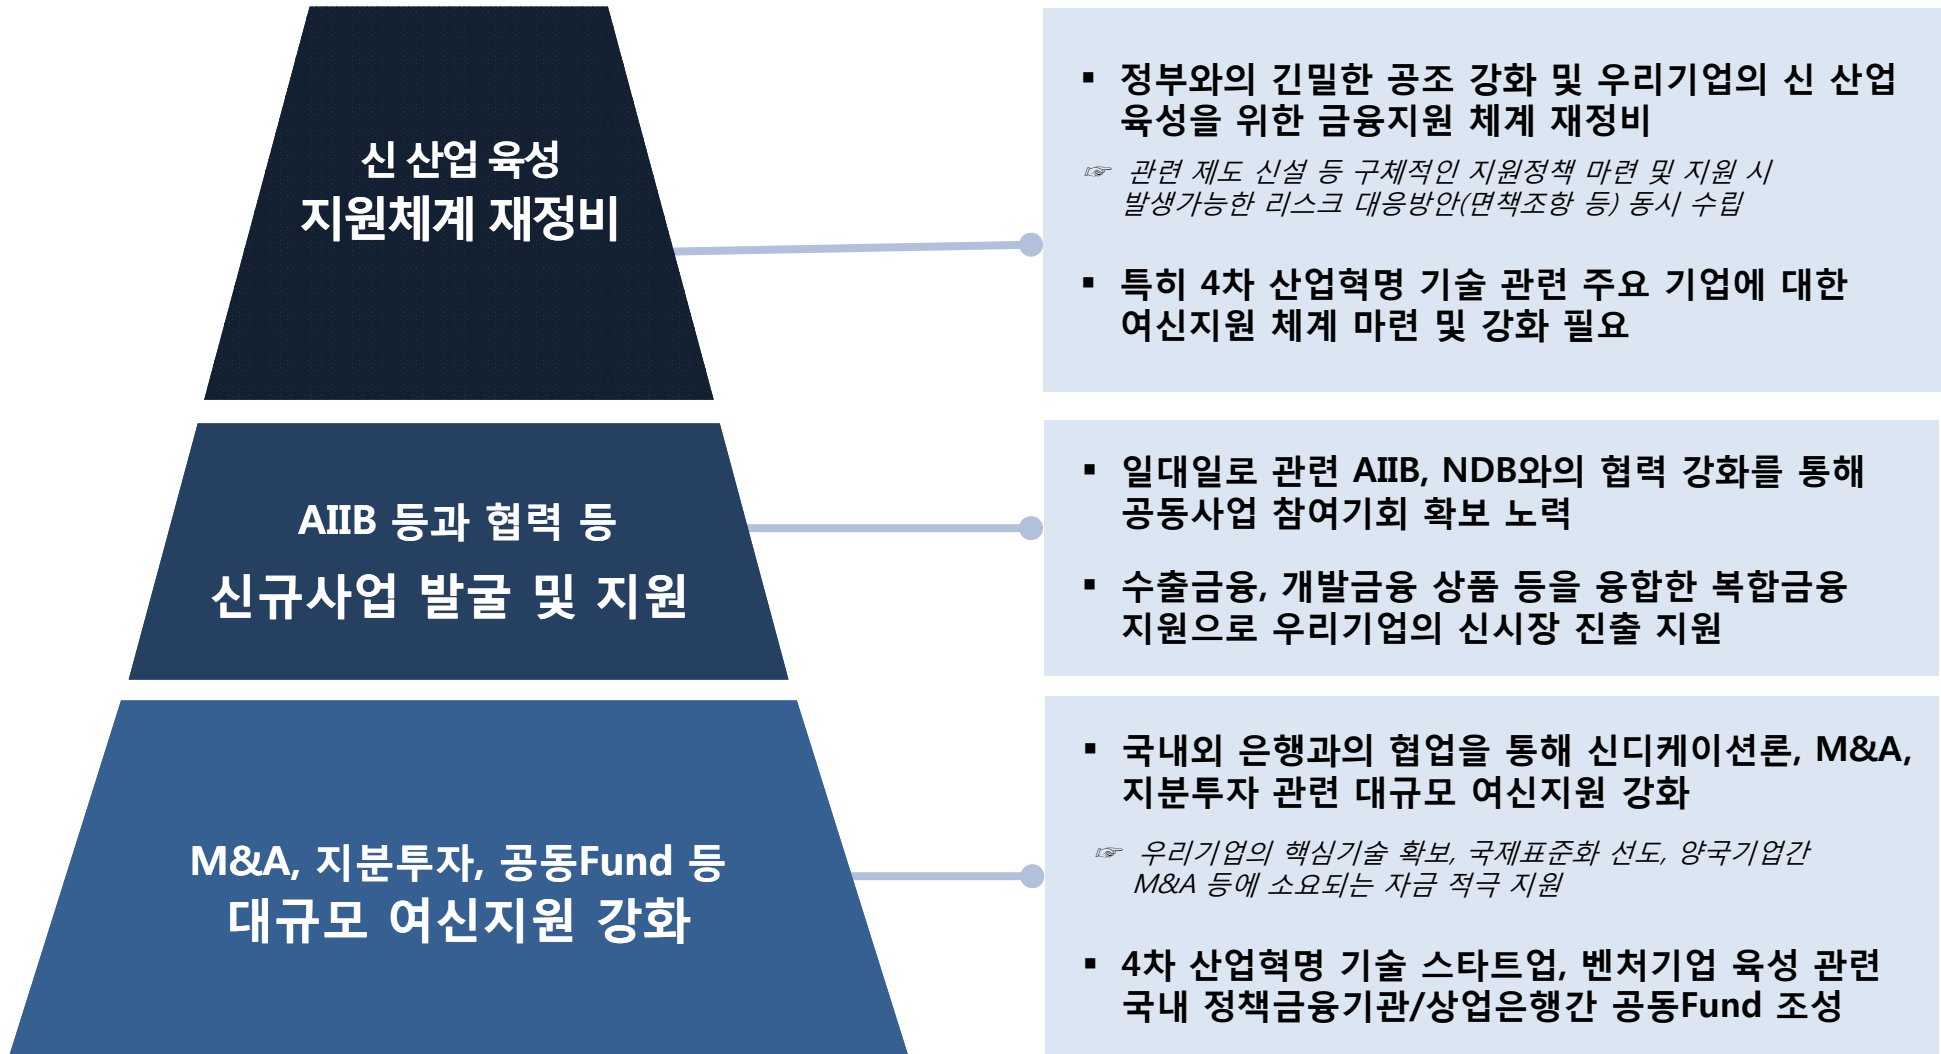 신 산업 육성
지원체계 재정비
▪ 정부와의 긴밀한 공조 강화 및 우리기업의 신 산업
육성을 위한 금융지원 체계 재정비
☞ 관련 제도 신설 등 구체적인 지원정책 마련 및 지원 시
발생가능한 리스크 대응방안(면책조항 등) 동시 수립
▪ 특히 4차 산업혁명 기술 관련 주요 기업에 대한
여신지원 체계 마련 및 강화 필요
AIIB 등과 협력 등
신규사업 발굴 및 지원
▪ 일대일로 관련 AIIB, NDB와의 협력 강화를 통해
공동사업 참여기회 확보 노력
▪ 수출금융, 개발금융 상품 등을 융합한 복합금융
지원으로 우리기업의 신시장 진출 지원
M&A, 지분투자, 공동Fund 등
대규모 여신지원 강화
▪ 국내외 은행과의 협업을 통해 신디케이션론, M&A,
지분투자 관련 대규모 여신지원 강화
☞ 우리기업의 핵심기술 확보, 국제표준화 선도, 양국기업간
M&A 등에 소요되는 자금 적극 지원
▪ 4차 산업혁명 기술 스타트업, 벤처기업 육성 관련
국내 정책금융기관/상업은행간 공동Fund 조성